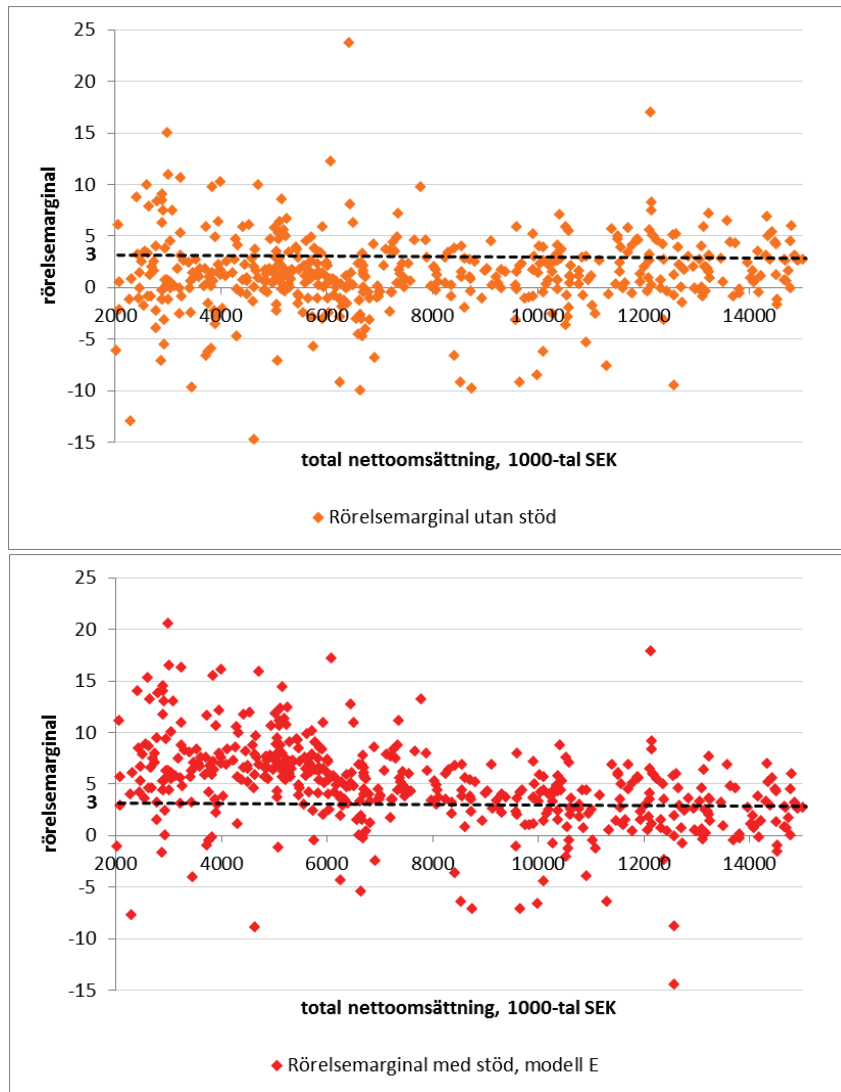 25
20
15
10
5
3
0
-5
-10
-15
rörelsemarginal
2000 4000 6000 8000 10000 12000 14000
total nettoomsättning, 1000-tal SEK
Rörelsemarginal utan stöd
25
20
15
10
5
3
0
-5
-10
-15
rörelsemarginal
2000 4000 6000 8000 10000 12000 14000
total nettoomsättning, 1000-tal SEK
Rörelsemarginal med stöd, modell E